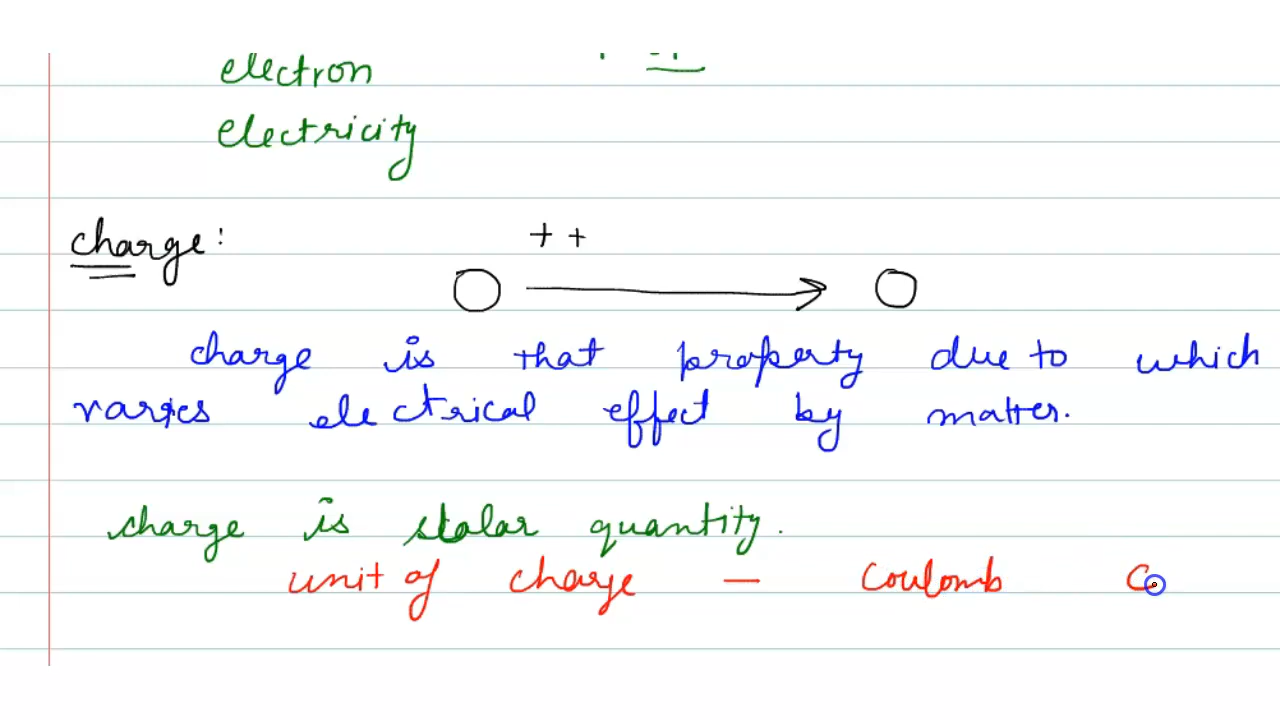 electron
electricity
charge:
+ +
charge is that property due to which
varies electrical effect by matter.
charge is scalar quantity.
unit of charge — Coulomb C